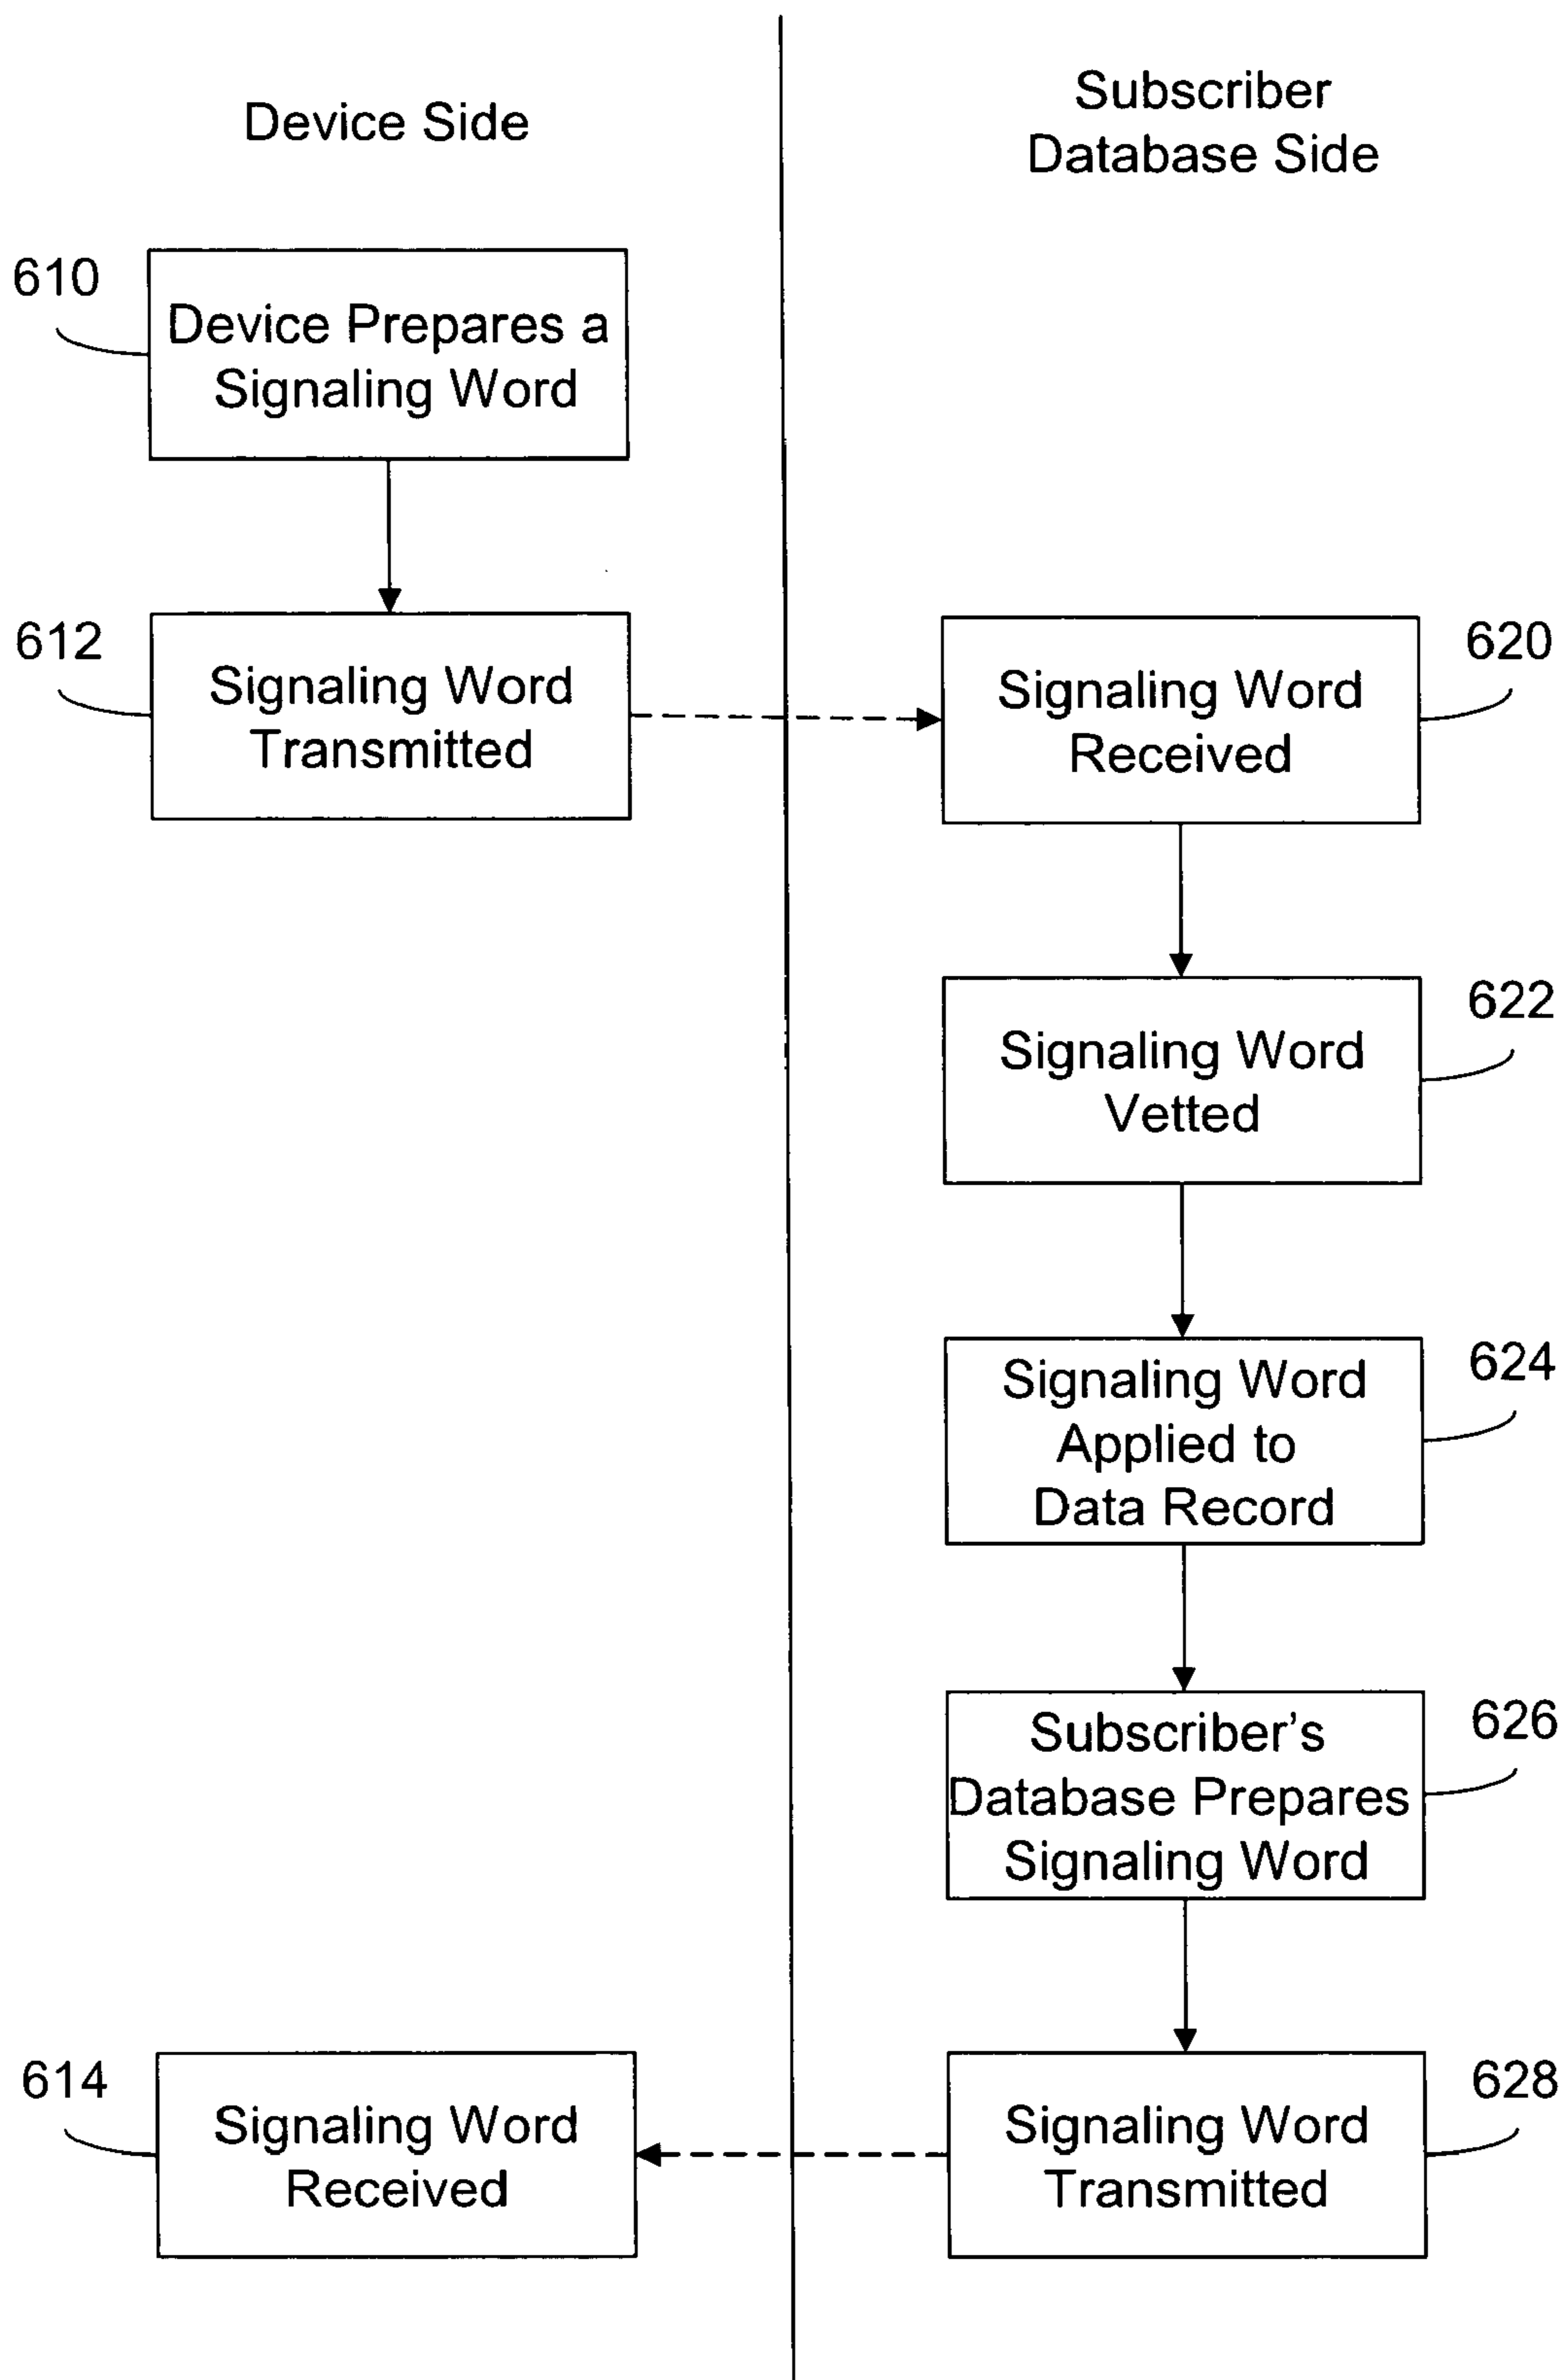 Device Side
Subscriber
Database Side
610
Device Prepares a
Signaling Word
612
Signaling Word
Transmitted
620
Signaling Word
Received
622
Signaling Word
Vetted
624
Signaling Word
Applied to
Data Record
626
Subscriber’s
Database Prepares
Signaling Word
614
Signaling Word
Received
628
Signaling Word
Transmitted